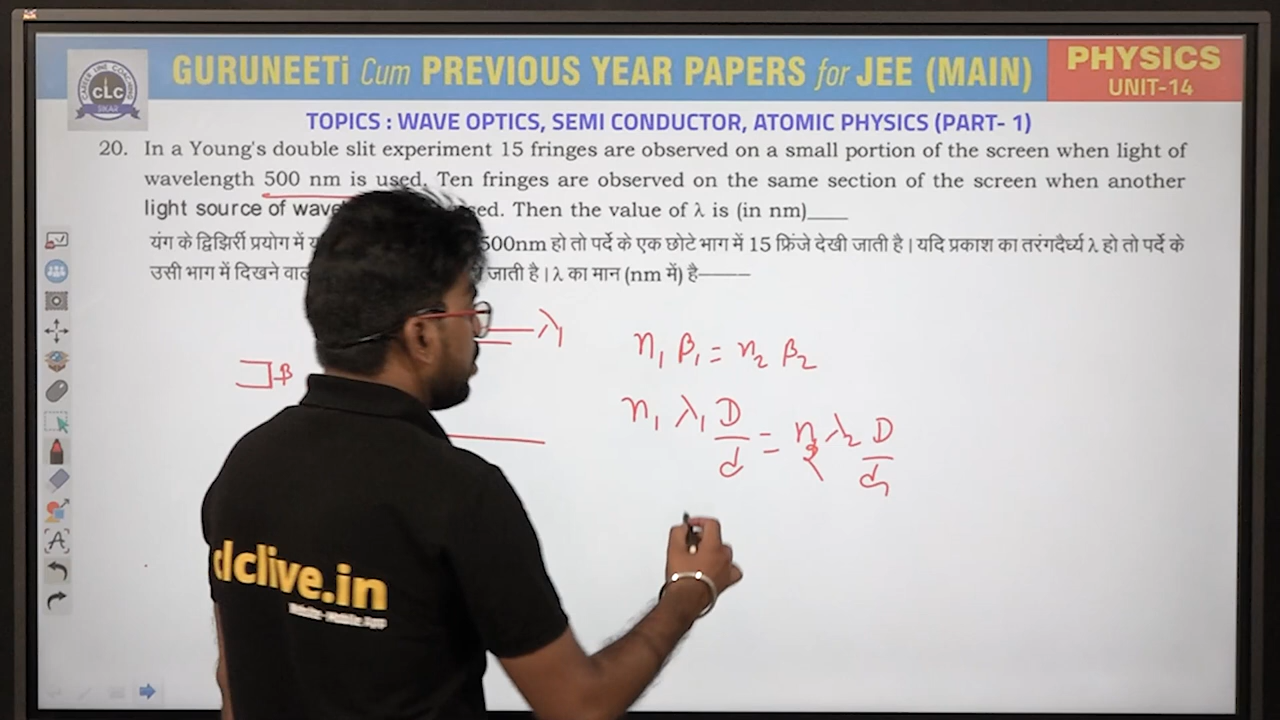 GURUNEETi Cum PREVIOUS YEAR PAPERS for JEE (MAIN)
PHYSICS
UNIT-14
CLC
SIKAR
TOPICS : WAVE OPTICS, SEMI CONDUCTOR, ATOMIC PHYSICS (PART- 1)
20. In a Young's double slit experiment 15 fringes are observed on a small portion of the screen when light of
wavelength 500 nm is used. Ten fringes are observed on the same section of the screen when another
light source of wavel sed. Then the value of λ is (in nm)____
यंग के द्विझिर्री प्रयोग में 500nm हो तो पर्दे के एक छोटे भाग में 15 फ्रिंजे देखी जाती है। यदि प्रकाश का तरंगदैर्ध्य λ हो तो पर्दे के
उसी भाग में दिखने वा जाती है। λ का मान (nm में) है–––––
λ₁
β
n₁ β₁ = n₂ β₂
n₁ λ₁ D/d = n₂ λ₂ D/d
clclive.in